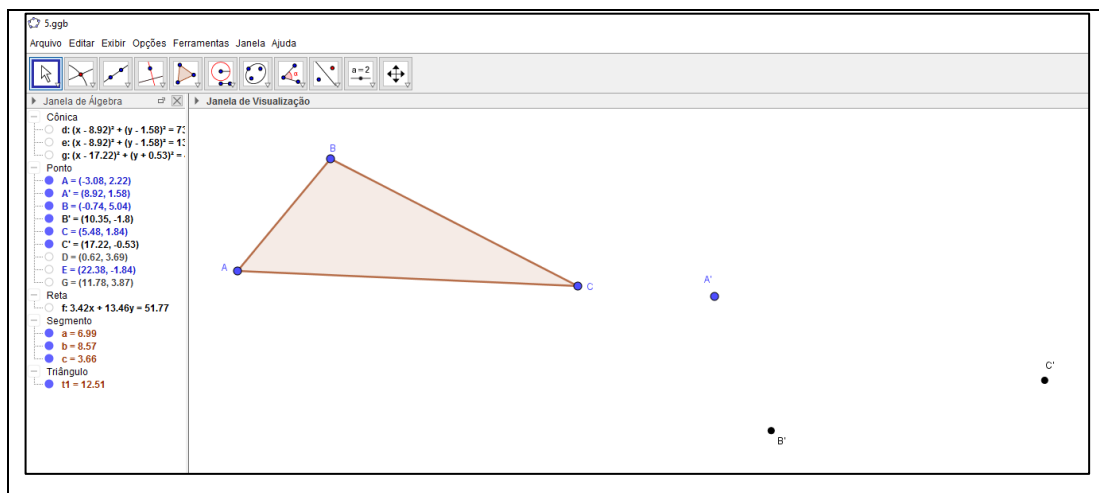 5.ggb
Arquivo Editar Exibir Opções Ferramentas Janela Ajuda
α
a=2
Janela de Álgebra
Janela de Visualização
Cônica
d: (x - 8.92)² + (y - 1.58)² = 73
e: (x - 8.92)² + (y - 1.58)² = 13
g: (x - 17.22)² + (y + 0.53)² =
Ponto
A = (-3.08, 2.22)
A' = (8.92, 1.58)
B = (-0.74, 5.04)
B' = (10.35, -1.8)
C = (5.48, 1.84)
C' = (17.22, -0.53)
D = (0.62, 3.69)
E = (22.38, -1.84)
G = (11.78, 3.87)
Reta
f: 3.42x + 13.46y = 51.77
Segmento
a = 6.99
b = 8.57
c = 3.66
Triângulo
t1 = 12.51
B
A
C
A'
C'
B'